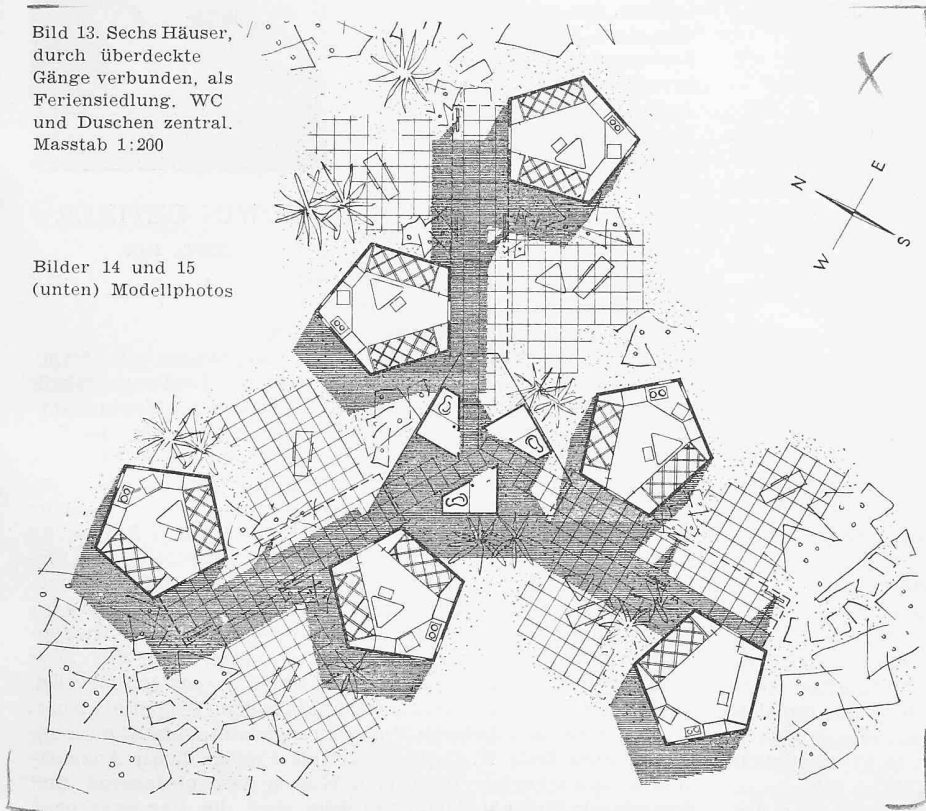 Bild 13. Sechs Häuser,
durch überdeckte
Gänge verbunden, als
Feriensiedlung. WC
und Duschen zentral.
Masstab 1:200
Bilder 14 und 15
(unten) Modellphotos
N
E
W
S